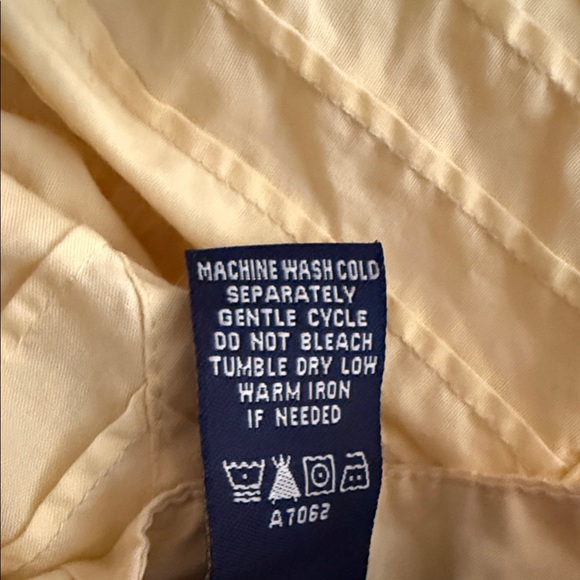 MACHINE WASH COLD
SEPARATELY
GENTLE CYCLE
DO NOT BLEACH
TUMBLE DRY LOW
WARM IRON
IF NEEDED
A7062